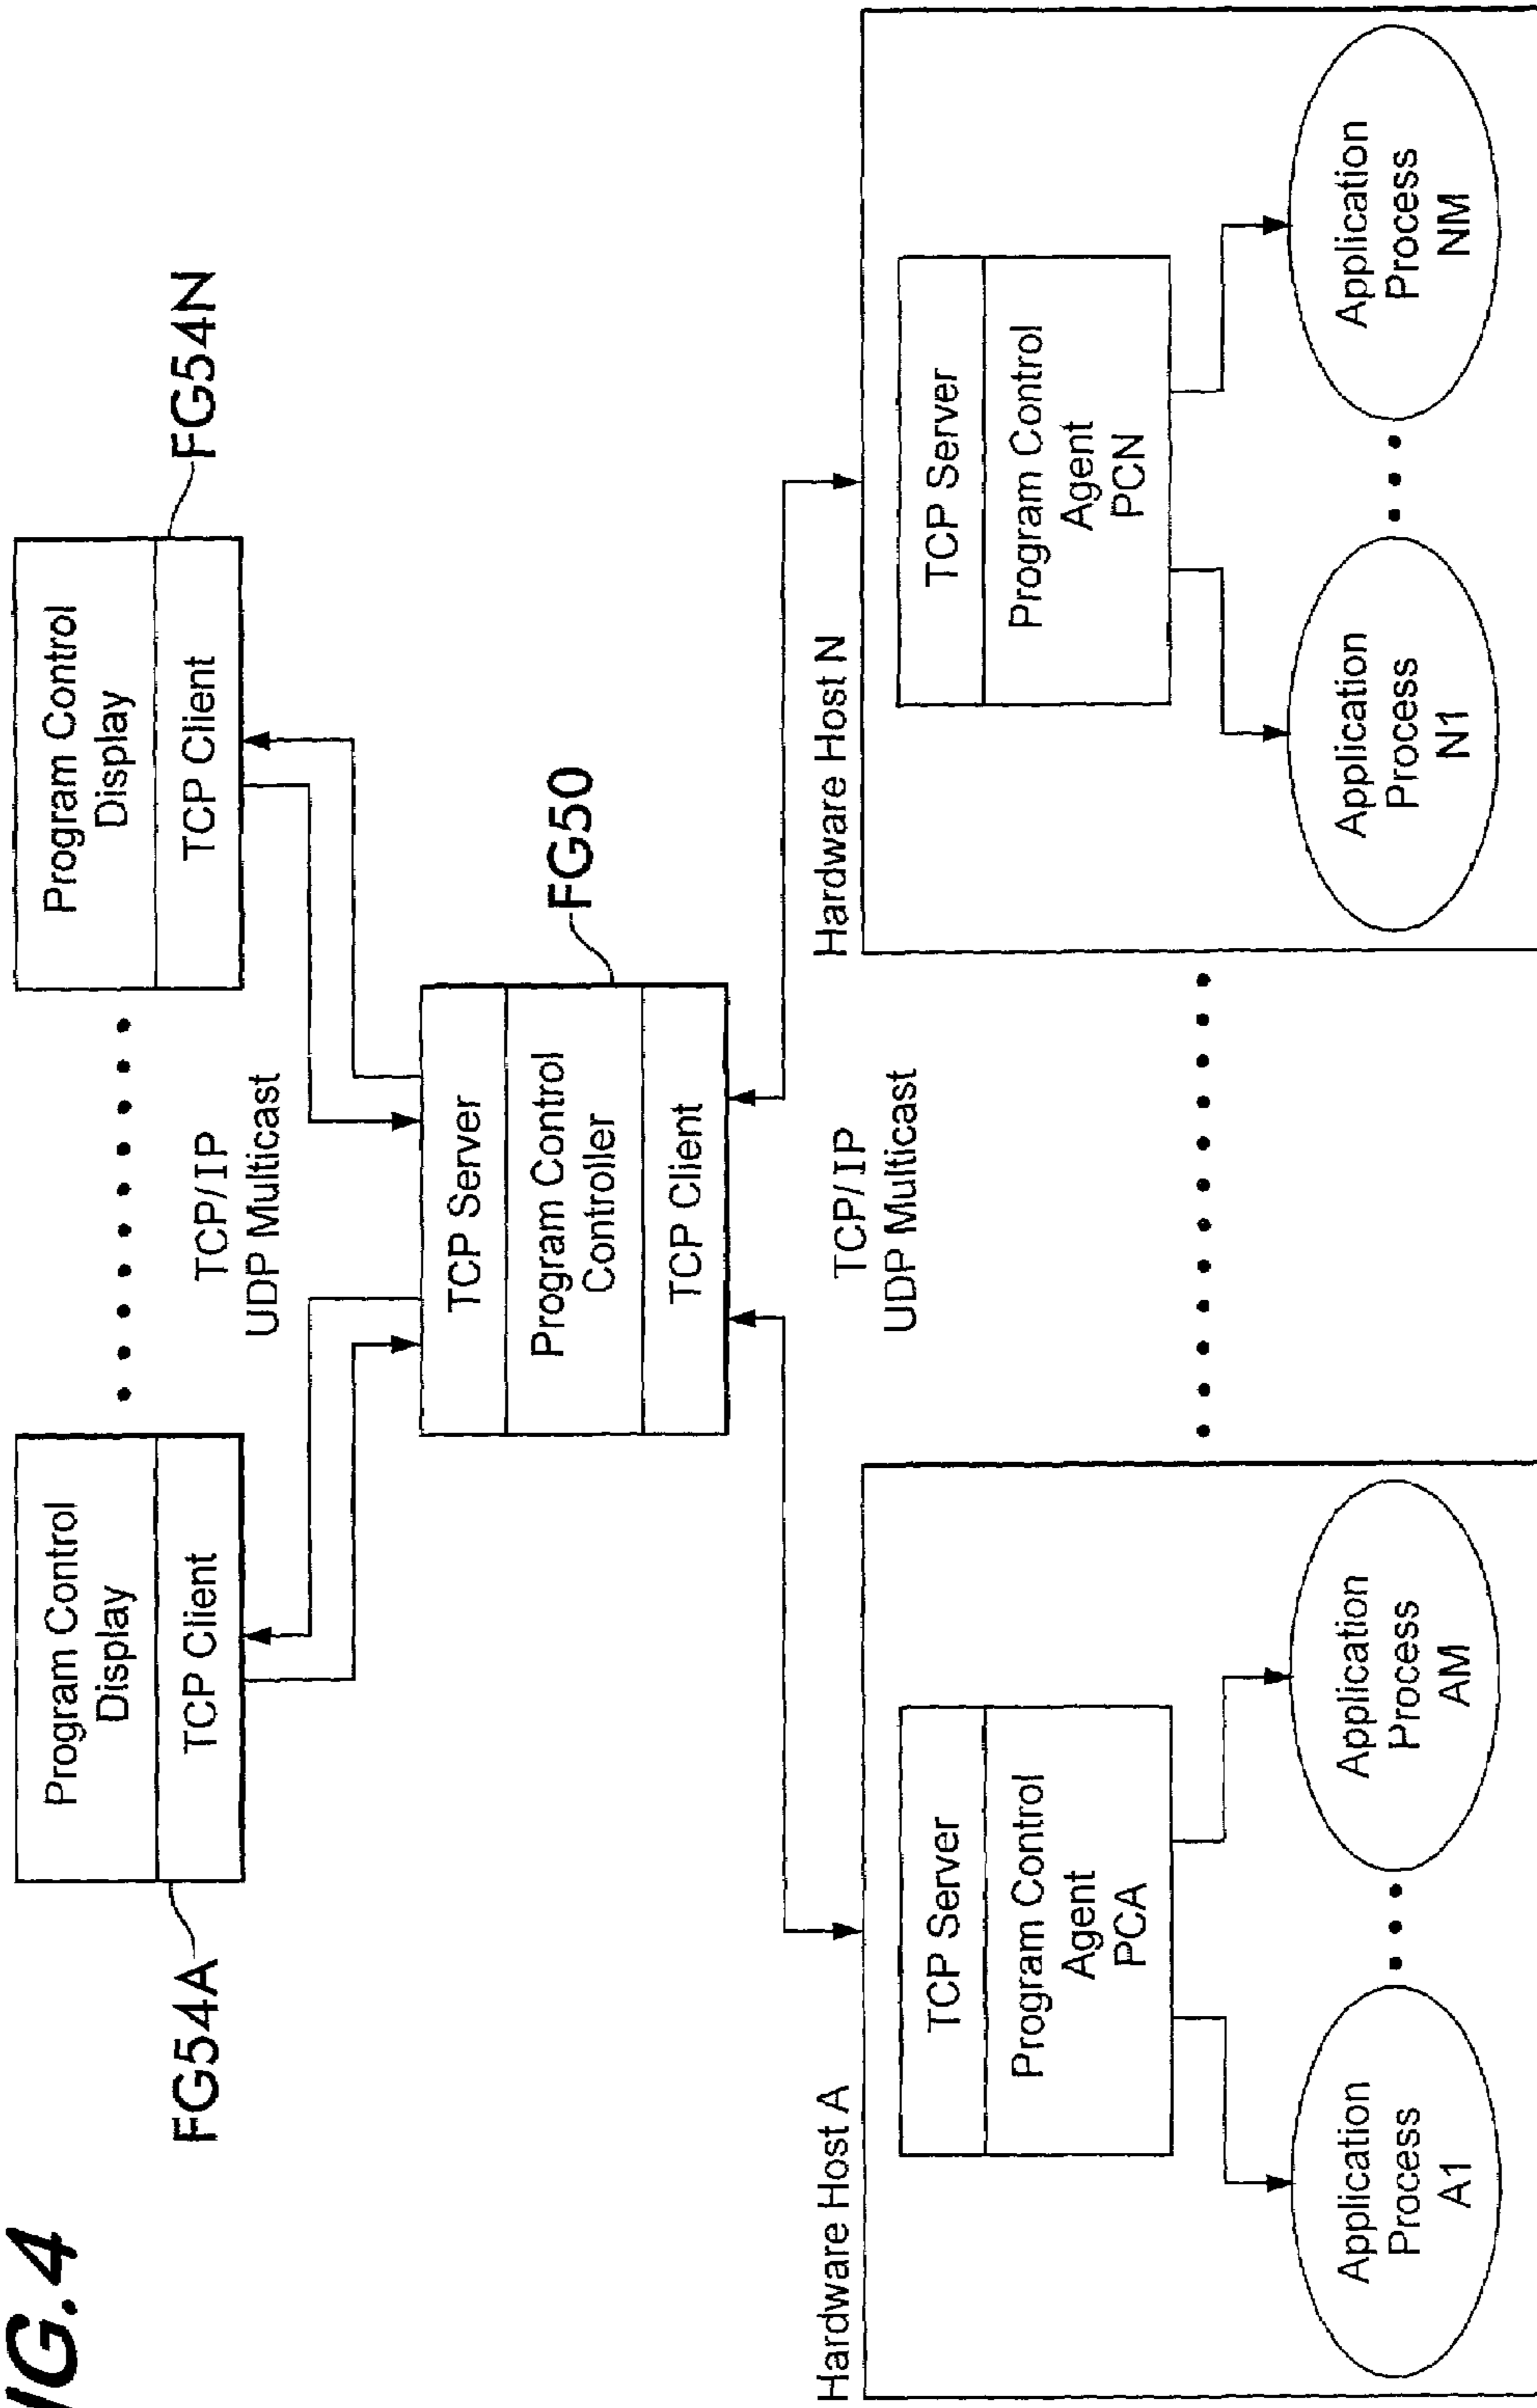 IG.4
FG54A
Program Control
Display
TCP Client
Program Control
Display
TCP Client
FG54N
TCP/IP
UDP Multicast
TCP Server
Program Control
Controller
TCP Client
FG50
TCP/IP
UDP Multicast
Hardware Host A
TCP Server
Program Control
Agent
PCA
Application
Process
A1
Application
Process
AM
Hardware Host N
TCP Server
Program Control
Agent
PCN
Application
Process
N1
Application
Process
NM